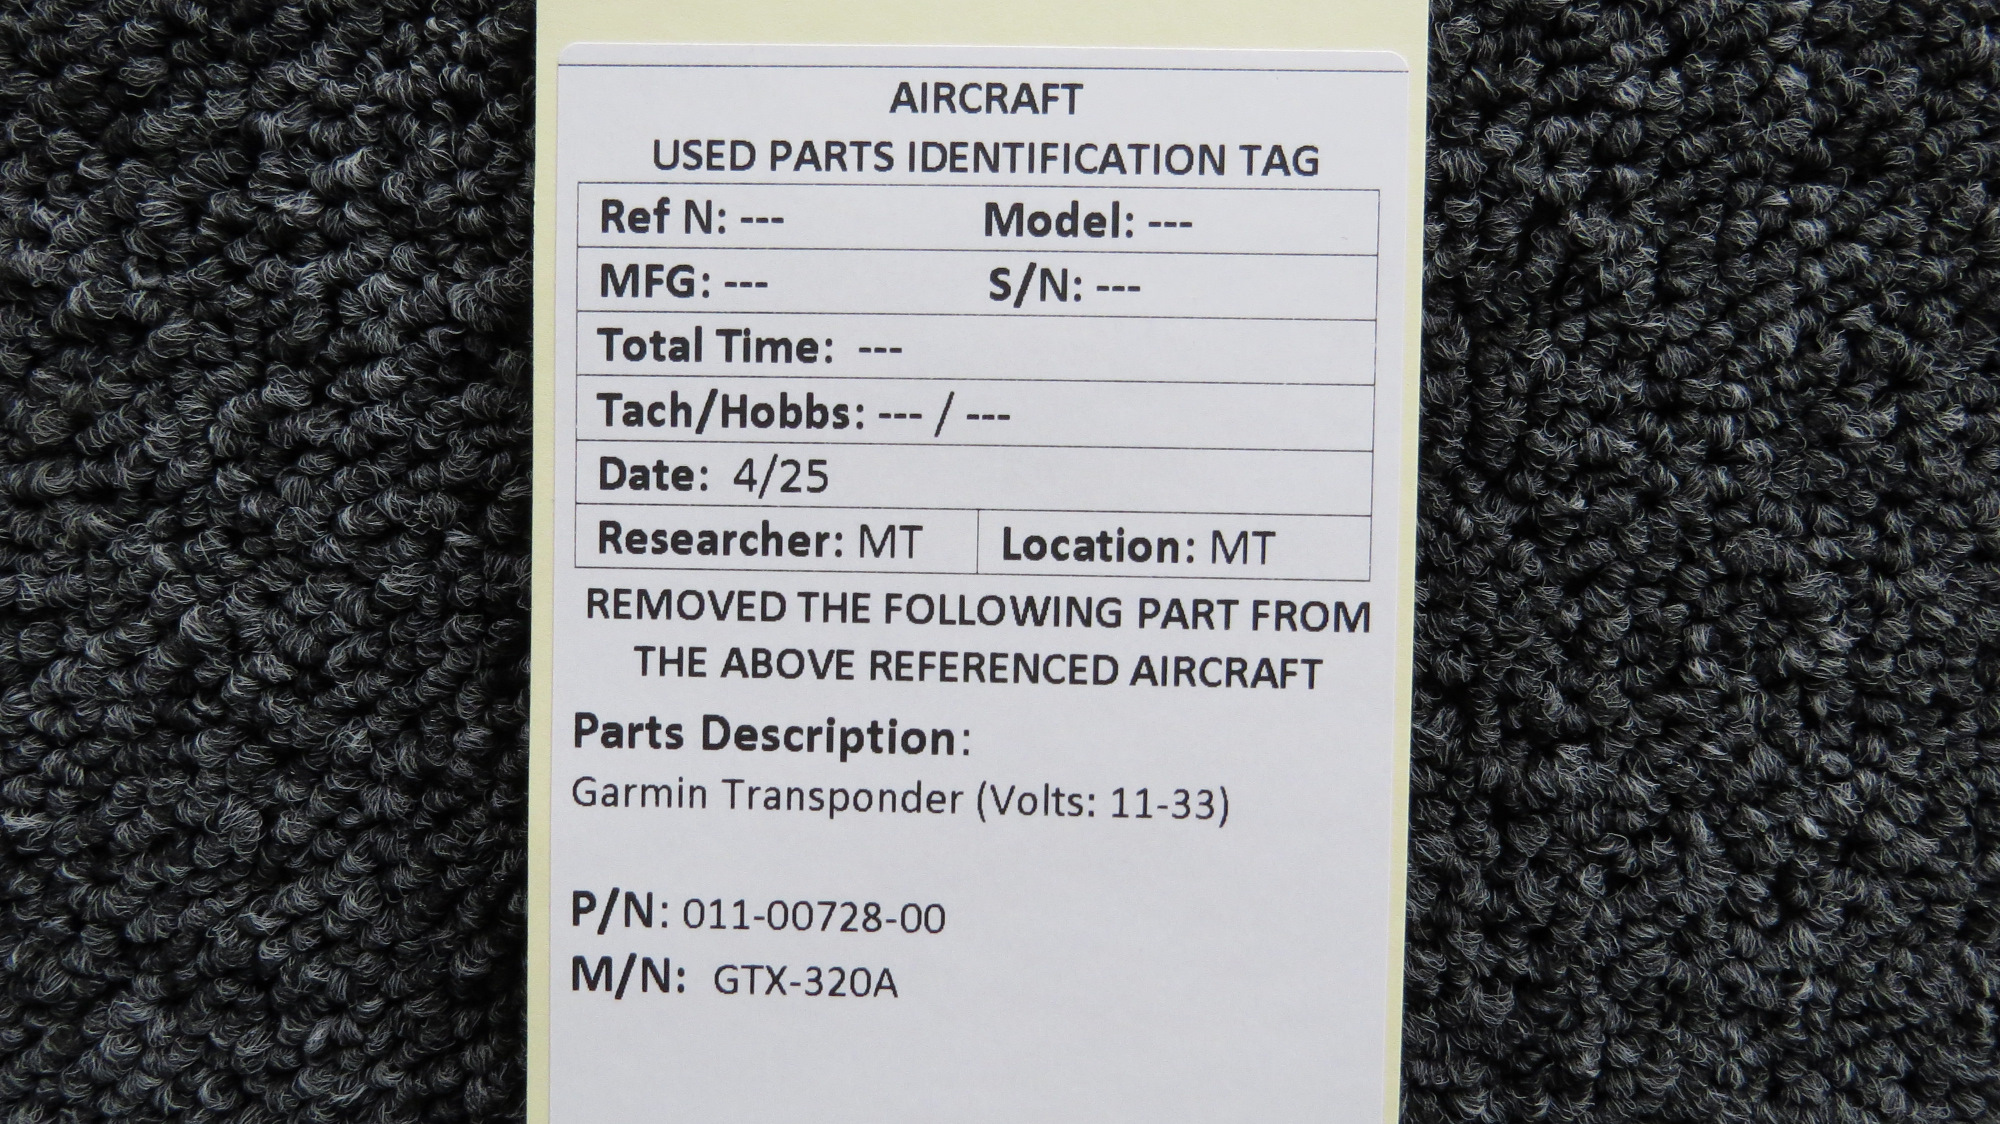 AIRCRAFT
USED PARTS IDENTIFICATION TAG
Ref N: --- Model: ---
MFG: --- S/N: ---
Total Time: ---
Tach/Hobbs: --- / ---
Date: 4/25
Researcher: MT Location: MT
REMOVED THE FOLLOWING PART FROM
THE ABOVE REFERENCED AIRCRAFT
Parts Description:
Garmin Transponder (Volts: 11-33)
P/N: 011-00728-00
M/N: GTX-320A